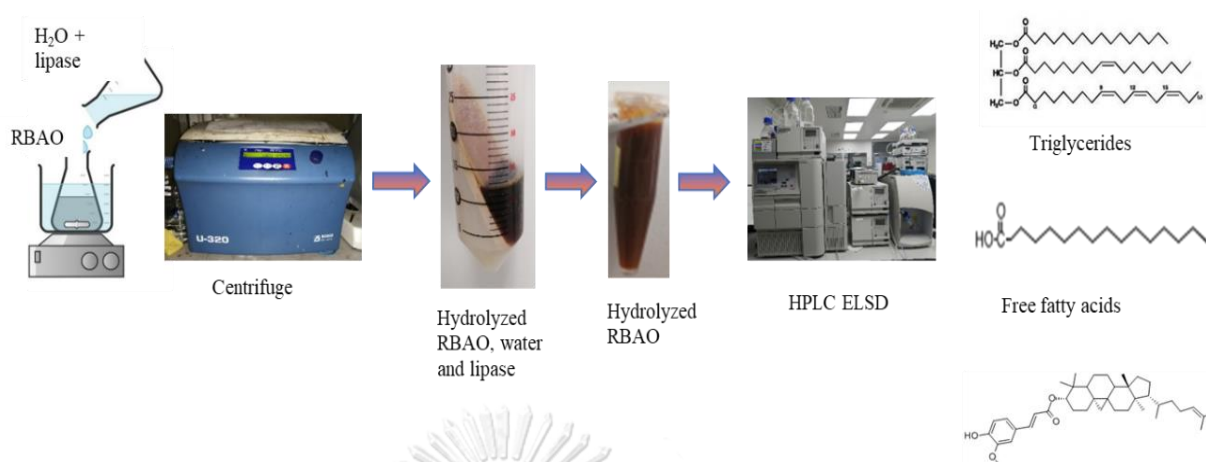 H₂O +
lipase
RBAO
U-320
Centrifuge
Hydrolyzed
RBAO, water
and lipase
Hydrolyzed
RBAO
HPLC ELSD
Triglycerides
HO
Free fatty acids
HO